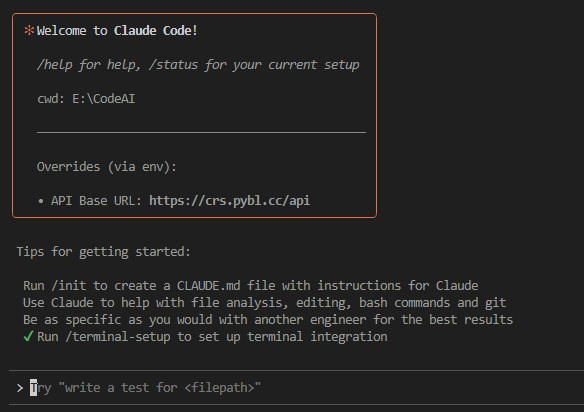 ✻ Welcome to Claude Code!
/help for help, /status for your current setup
cwd: E:\CodeAI
Overrides (via env):
• API Base URL: https://crs.pybl.cc/api
Tips for getting started:
Run /init to create a CLAUDE.md file with instructions for Claude
Use Claude to help with file analysis, editing, bash commands and git
Be as specific as you would with another engineer for the best results
✓ Run /terminal-setup to set up terminal integration
> Try "write a test for <filepath>"